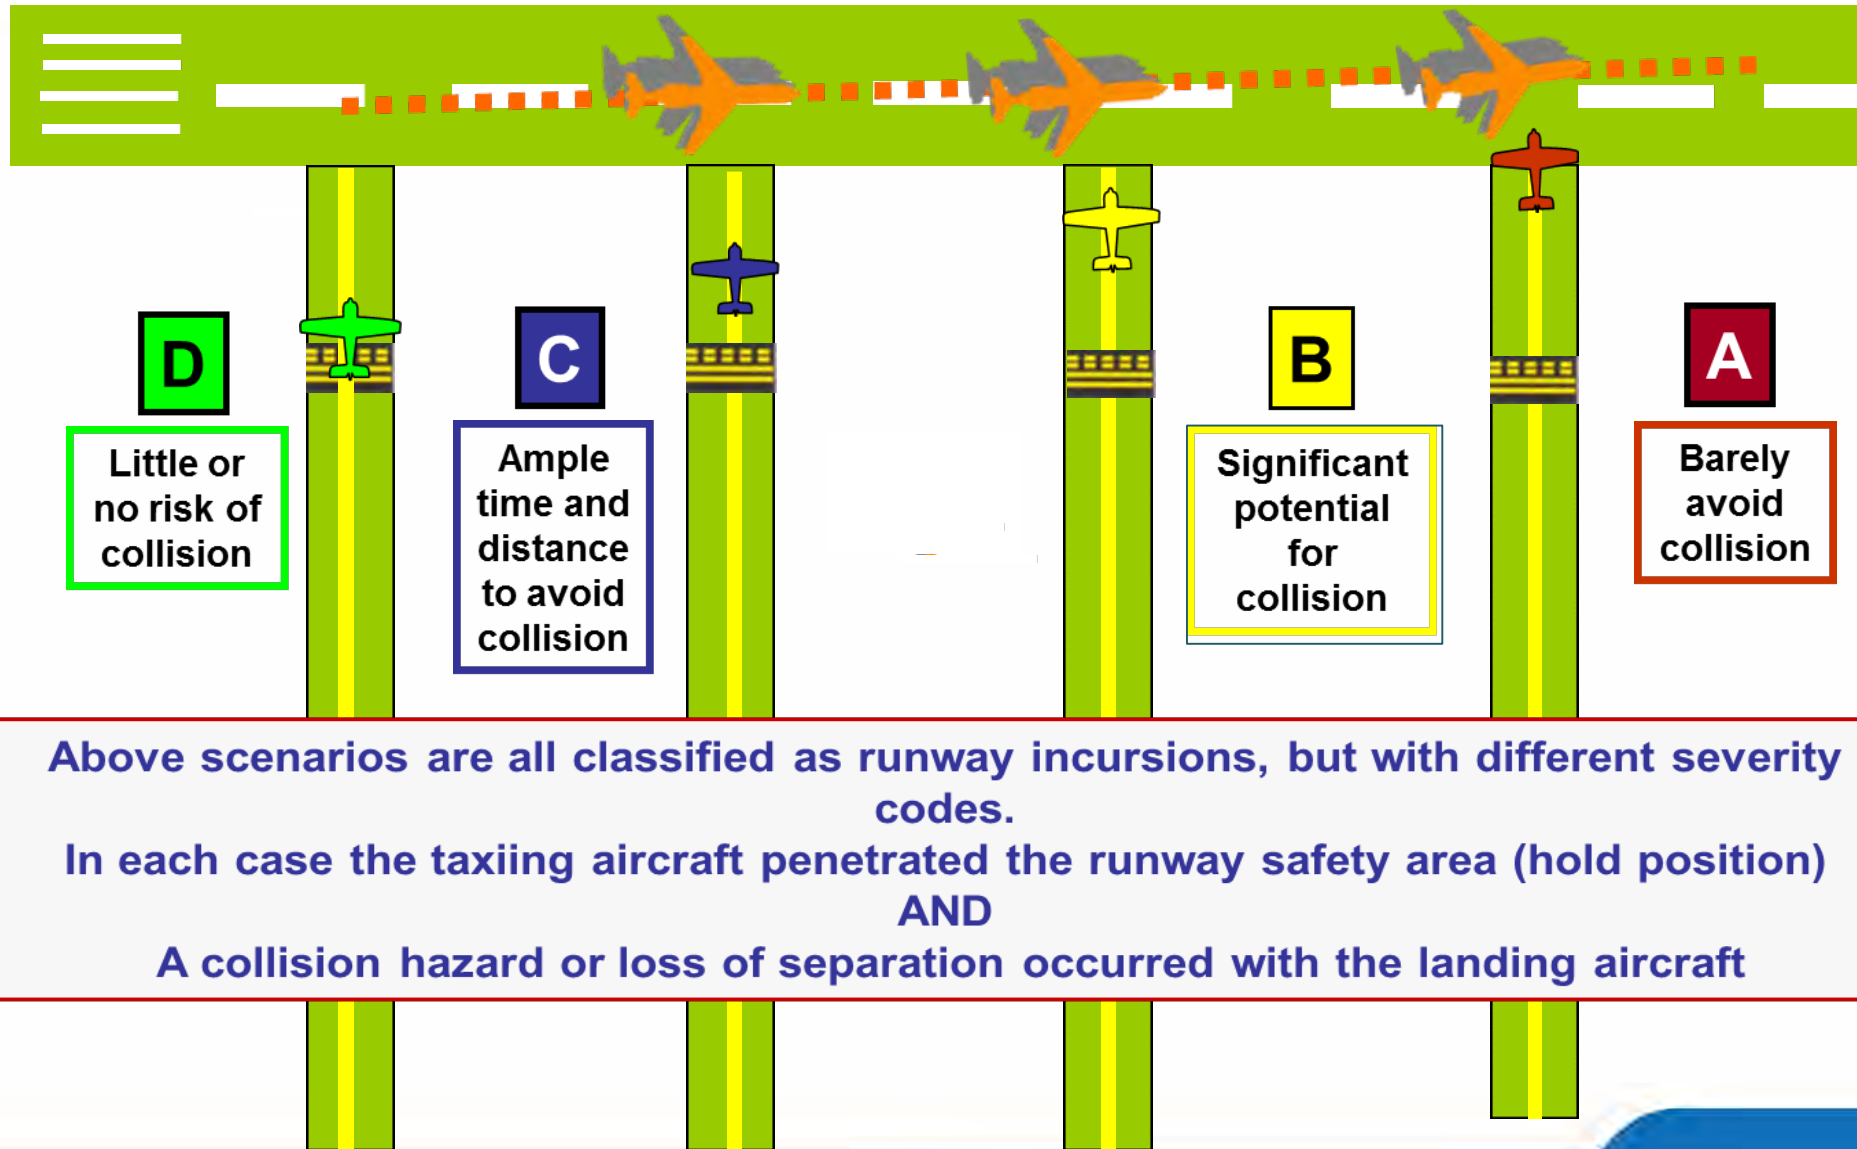 D
Little or
no risk of
collision
C
Ample
time and
distance
to avoid
collision
B
Significant
potential
for
collision
A
Barely
avoid
collision
Above scenarios are all classified as runway incursions, but with different severity
codes.
In each case the taxiing aircraft penetrated the runway safety area (hold position)
AND
A collision hazard or loss of separation occurred with the landing aircraft